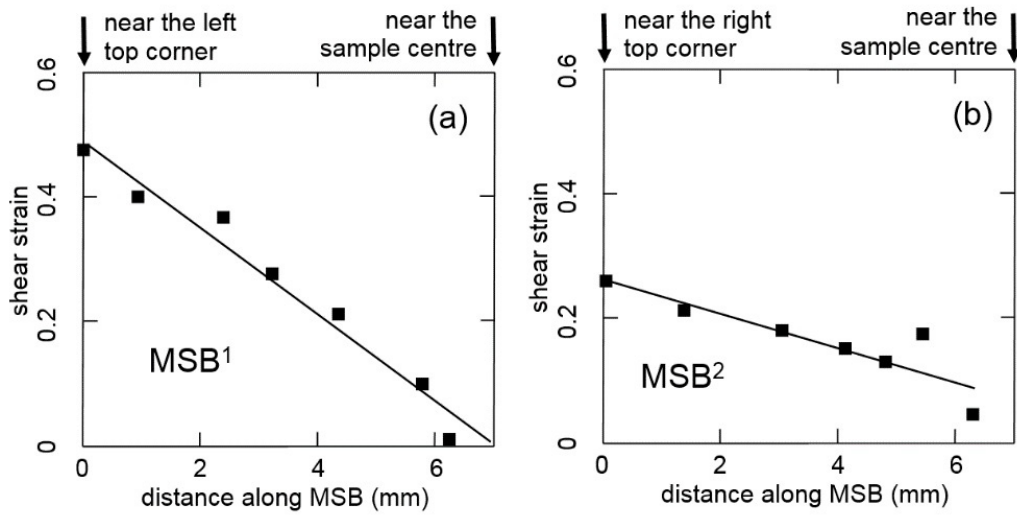 near the left
top corner
near the
sample centre
(a)
0.6
0.4
0.2
0
shear strain
MSB¹
0 2 4 6
distance along MSB (mm)
near the right
top corner
near the
sample centre
(b)
0.6
0.4
0.2
0
shear strain
MSB²
0 2 4 6
distance along MSB (mm)